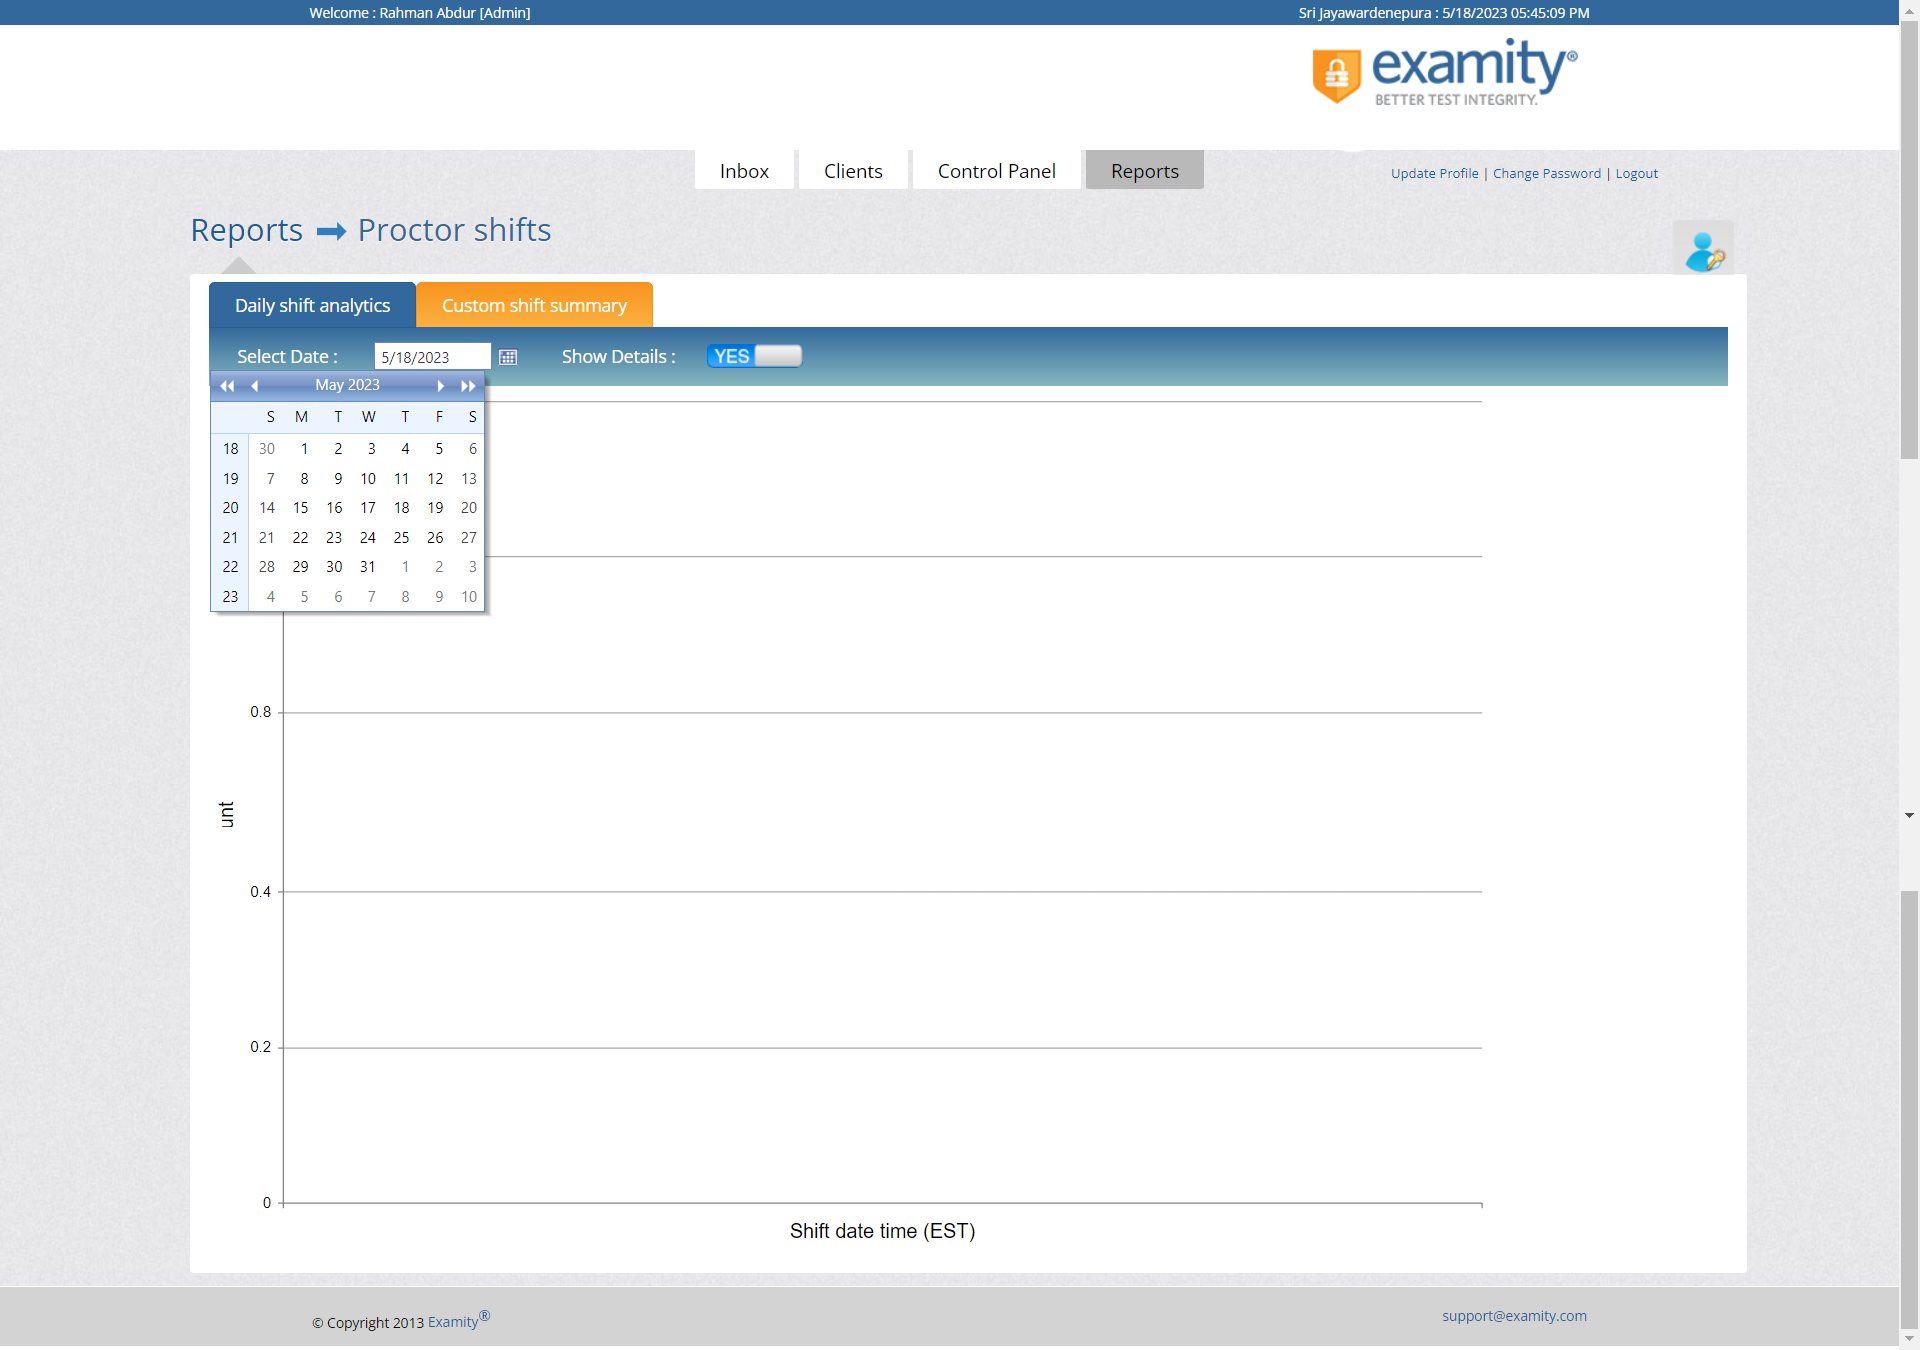 Welcome : Rahman Abdur [Admin]
Sri Jayawardenepura : 5/18/2023 05:45:09 PM
examity®
BETTER TEST INTEGRITY.
Inbox Clients Control Panel Reports
Update Profile | Change Password | Logout
Reports Proctor shifts
Daily shift analytics Custom shift summary
Select Date : 5/18/2023 Show Details : YES
May 2023
S M T W T F S
18 30 1 2 3 4 5 6
19 7 8 9 10 11 12 13
20 14 15 16 17 18 19 20
21 21 22 23 24 25 26 27
22 28 29 30 31 1 2 3
23 4 5 6 7 8 9 10
0.8
unt
0.4
0.2
0
Shift date time (EST)
© Copyright 2013 Examity®
support@examity.com